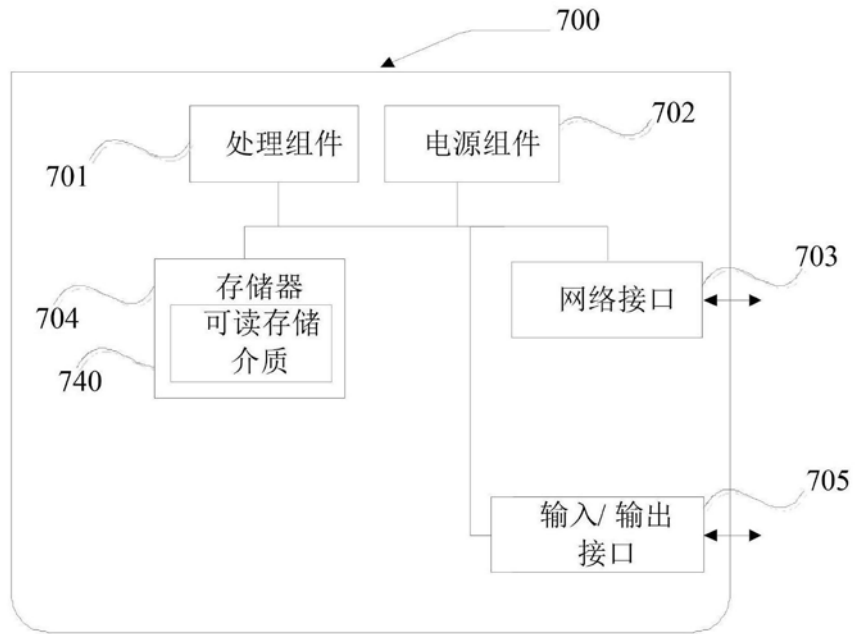 700
处理组件
电源组件
702
701
703
存储器
网络接口
704
可读存储
介质
740
705
输入/输出
接口